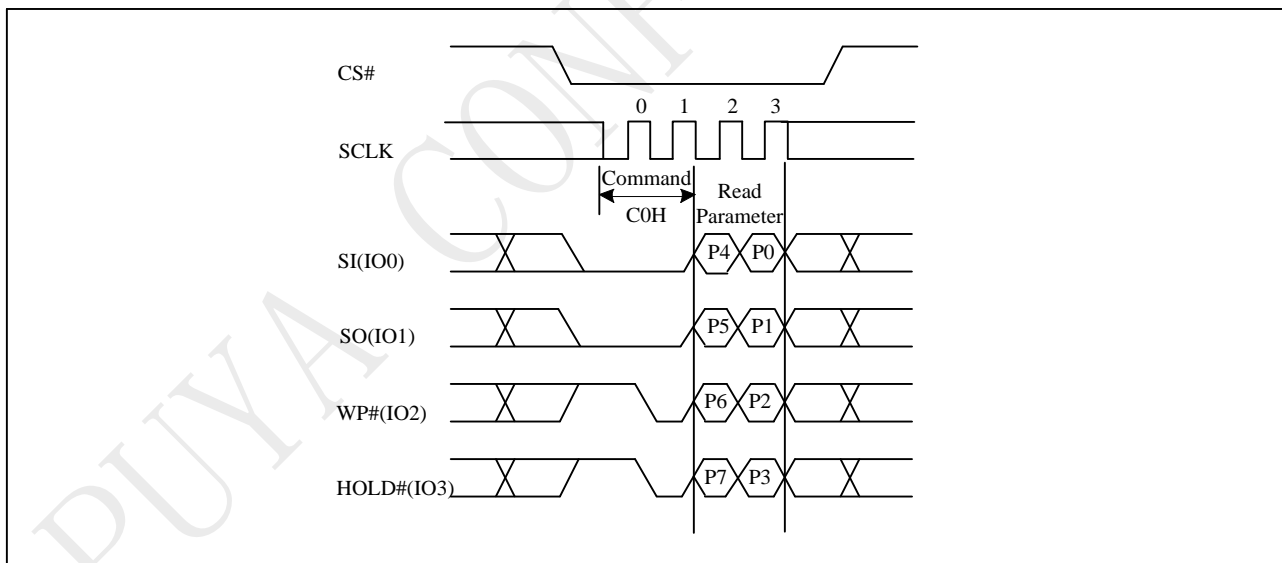 CS#
0 1 2 3
SCLK
Command
C0H
Read
Parameter
SI(IO0)
P4 P0
SO(IO1)
P5 P1
WP#(IO2)
P6 P2
HOLD#(IO3)
P7 P3
PUYA